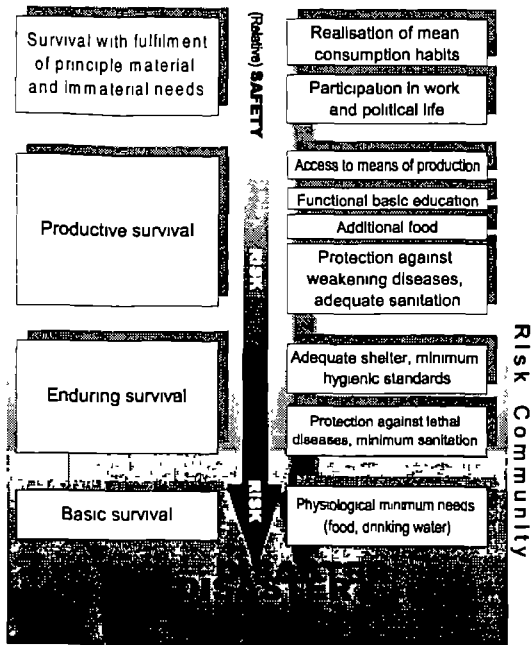 Survival with fulfilment
of principle material
and immaterial needs
Productive survival
Enduring survival
Basic survival
(Relative) SAFETY
RISK
RISK
Realisation of mean
consumption habits
Participation in work
and political life
Access to means of production
Functional basic education
Additional food
Protection against
weakening diseases,
adequate sanitation
Adequate shelter, minimum
hygienic standards
Protection against lethal
diseases, minimum sanitation
Physiological minimum needs
(food, drinking water)
Risk Community
DISASTER
DISASTER